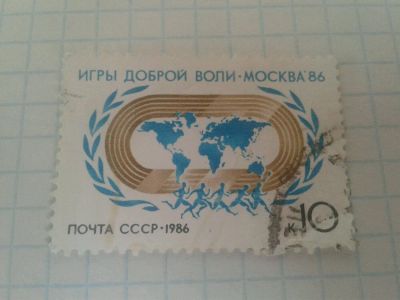 ИГРЫ ДОБРОЙ ВОЛИ·МОСКВА'86
ПОЧТА СССР·1986
К 10